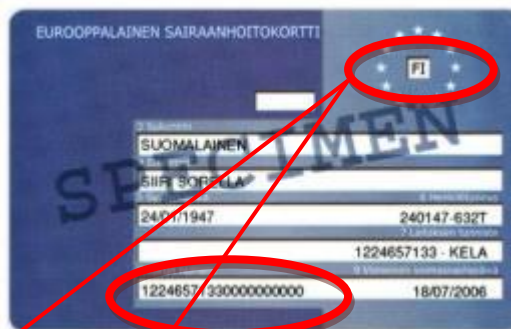 EUROOPPALAINEN SAIRAANHOITOKORTTI
FI
SPECIMEN
SUOMALAINEN
SIIRI SORELLA
24/01/1947 240147-632T
1224657133 - KELA
12246571330000000000 18/07/2006